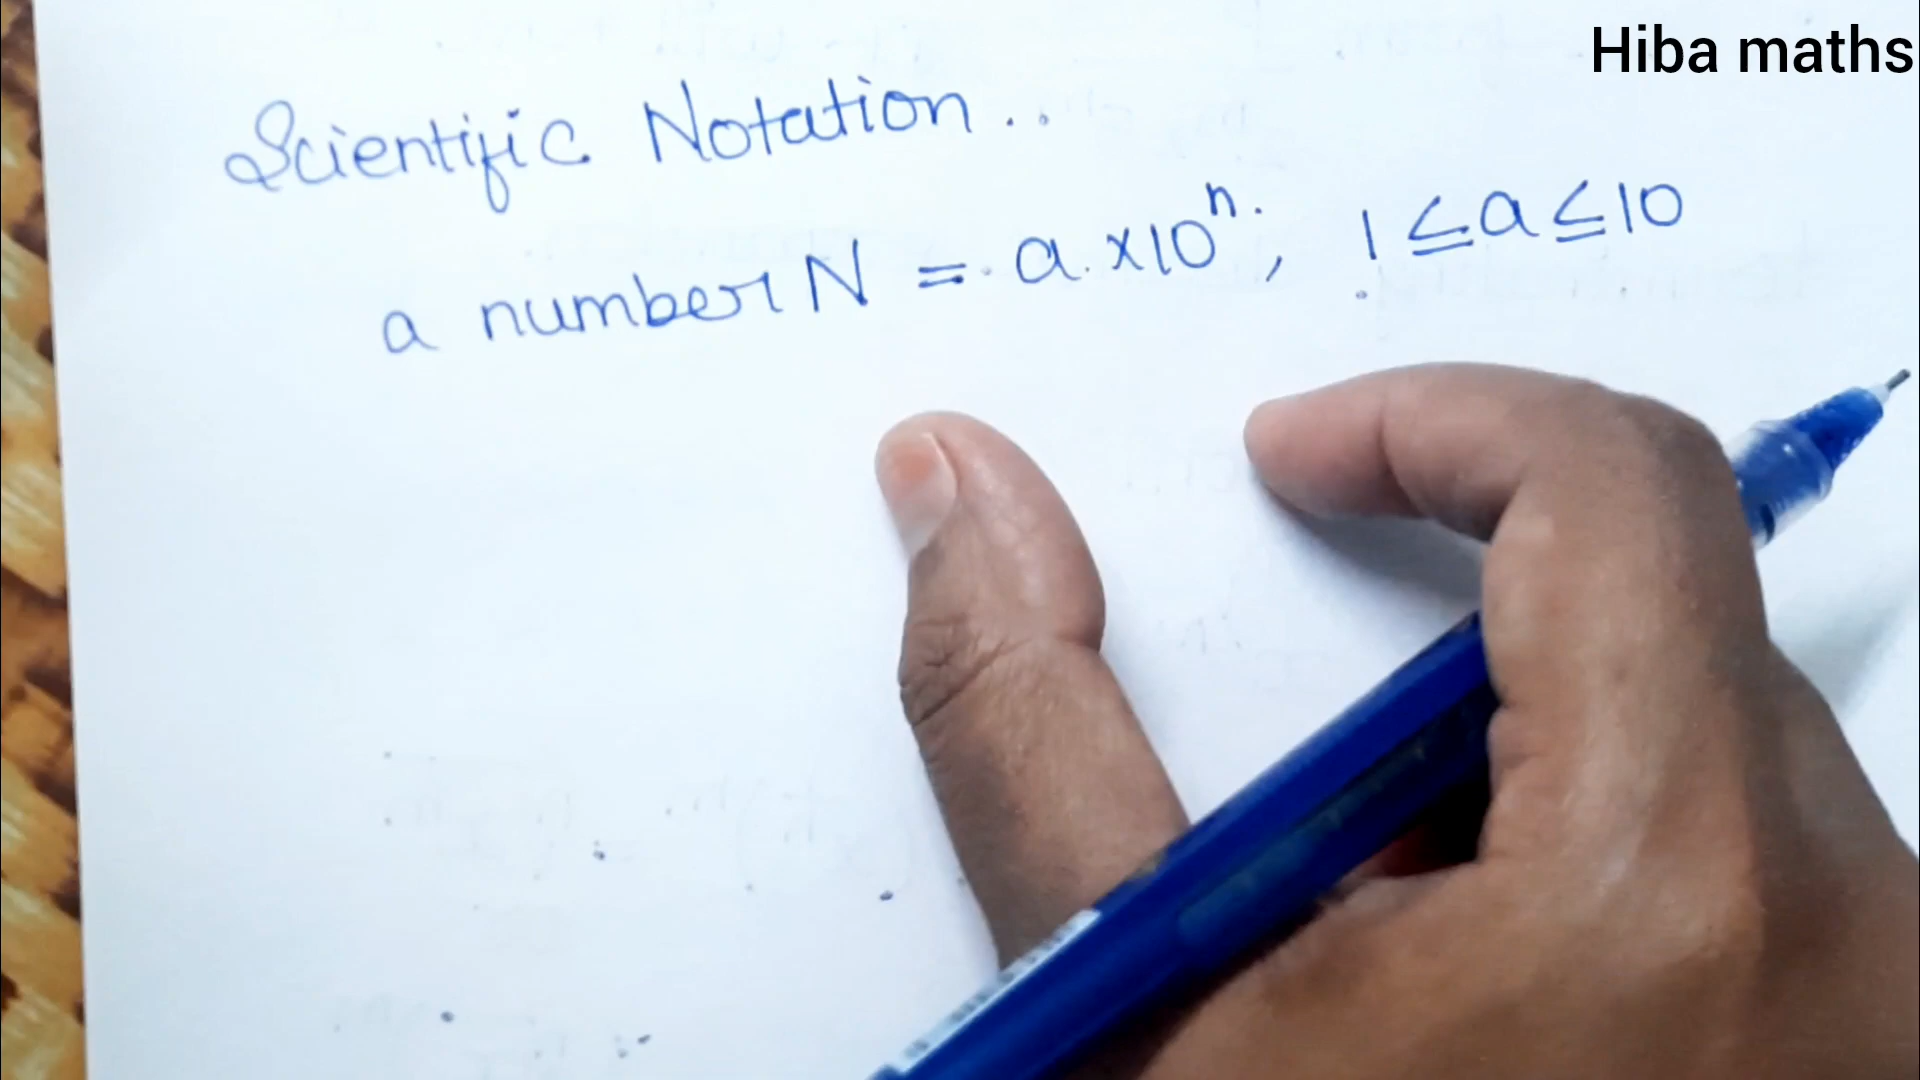 Hiba maths
Scientific Notation..
a number N = a. x10^n. ; 1 ≤ a ≤ 10